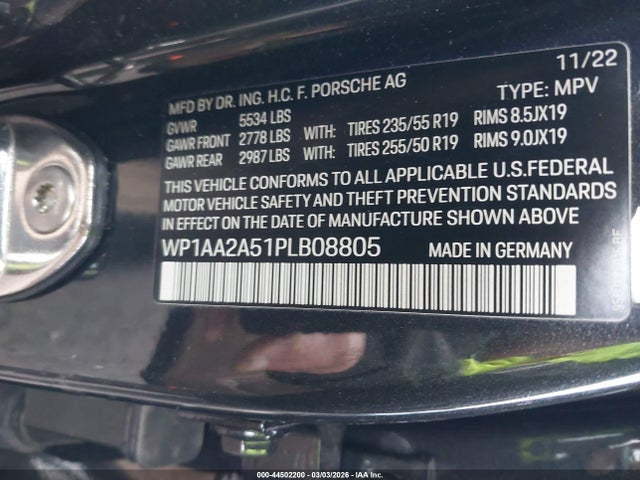 11/22
MFD BY DR. ING. H.C. F. PORSCHE AG TYPE: MPV
GVWR 5534 LBS
GAWR FRONT 2778 LBS WITH: TIRES 235/55 R19 RIMS 8.5JX19
GAWR REAR 2987 LBS WITH: TIRES 255/50 R19 RIMS 9.0JX19
THIS VEHICLE CONFORMS TO ALL APPLICABLE U.S.FEDERAL
MOTOR VEHICLE SAFETY AND THEFT PREVENTION STANDARDS
IN EFFECT ON THE DATE OF MANUFACTURE SHOWN ABOVE
WP1AA2A51PLB08805 MADE IN GERMANY
000-44502200 - 03/03/2026 - IAA Inc.